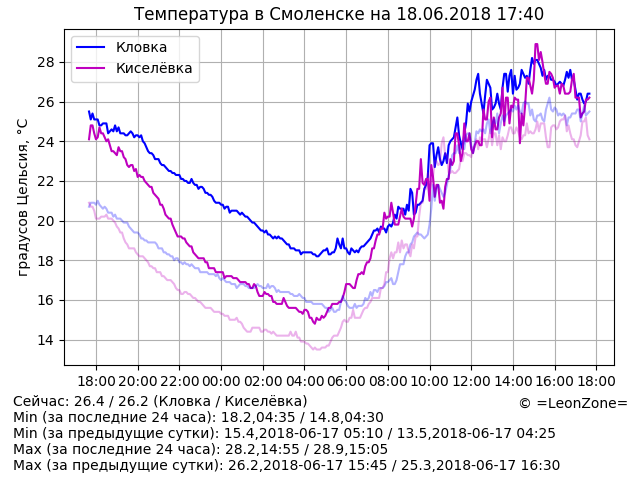 Температура в Смоленске на 18.06.2018 17:40
Кловка
Киселёвка
градусов Цельсия, °C
28
26
24
22
20
18
16
14
18:00 20:00 22:00 00:00 02:00 04:00 06:00 08:00 10:00 12:00 14:00 16:00 18:00
Сейчас: 26.4 / 26.2 (Кловка / Киселёвка)
© =LeonZone=
Min (за последние 24 часа): 18.2,04:35 / 14.8,04:30
Min (за предыдущие сутки): 15.4,2018-06-17 05:10 / 13.5,2018-06-17 04:25
Max (за последние 24 часа): 28.2,14:55 / 28.9,15:05
Max (за предыдущие сутки): 26.2,2018-06-17 15:45 / 25.3,2018-06-17 16:30